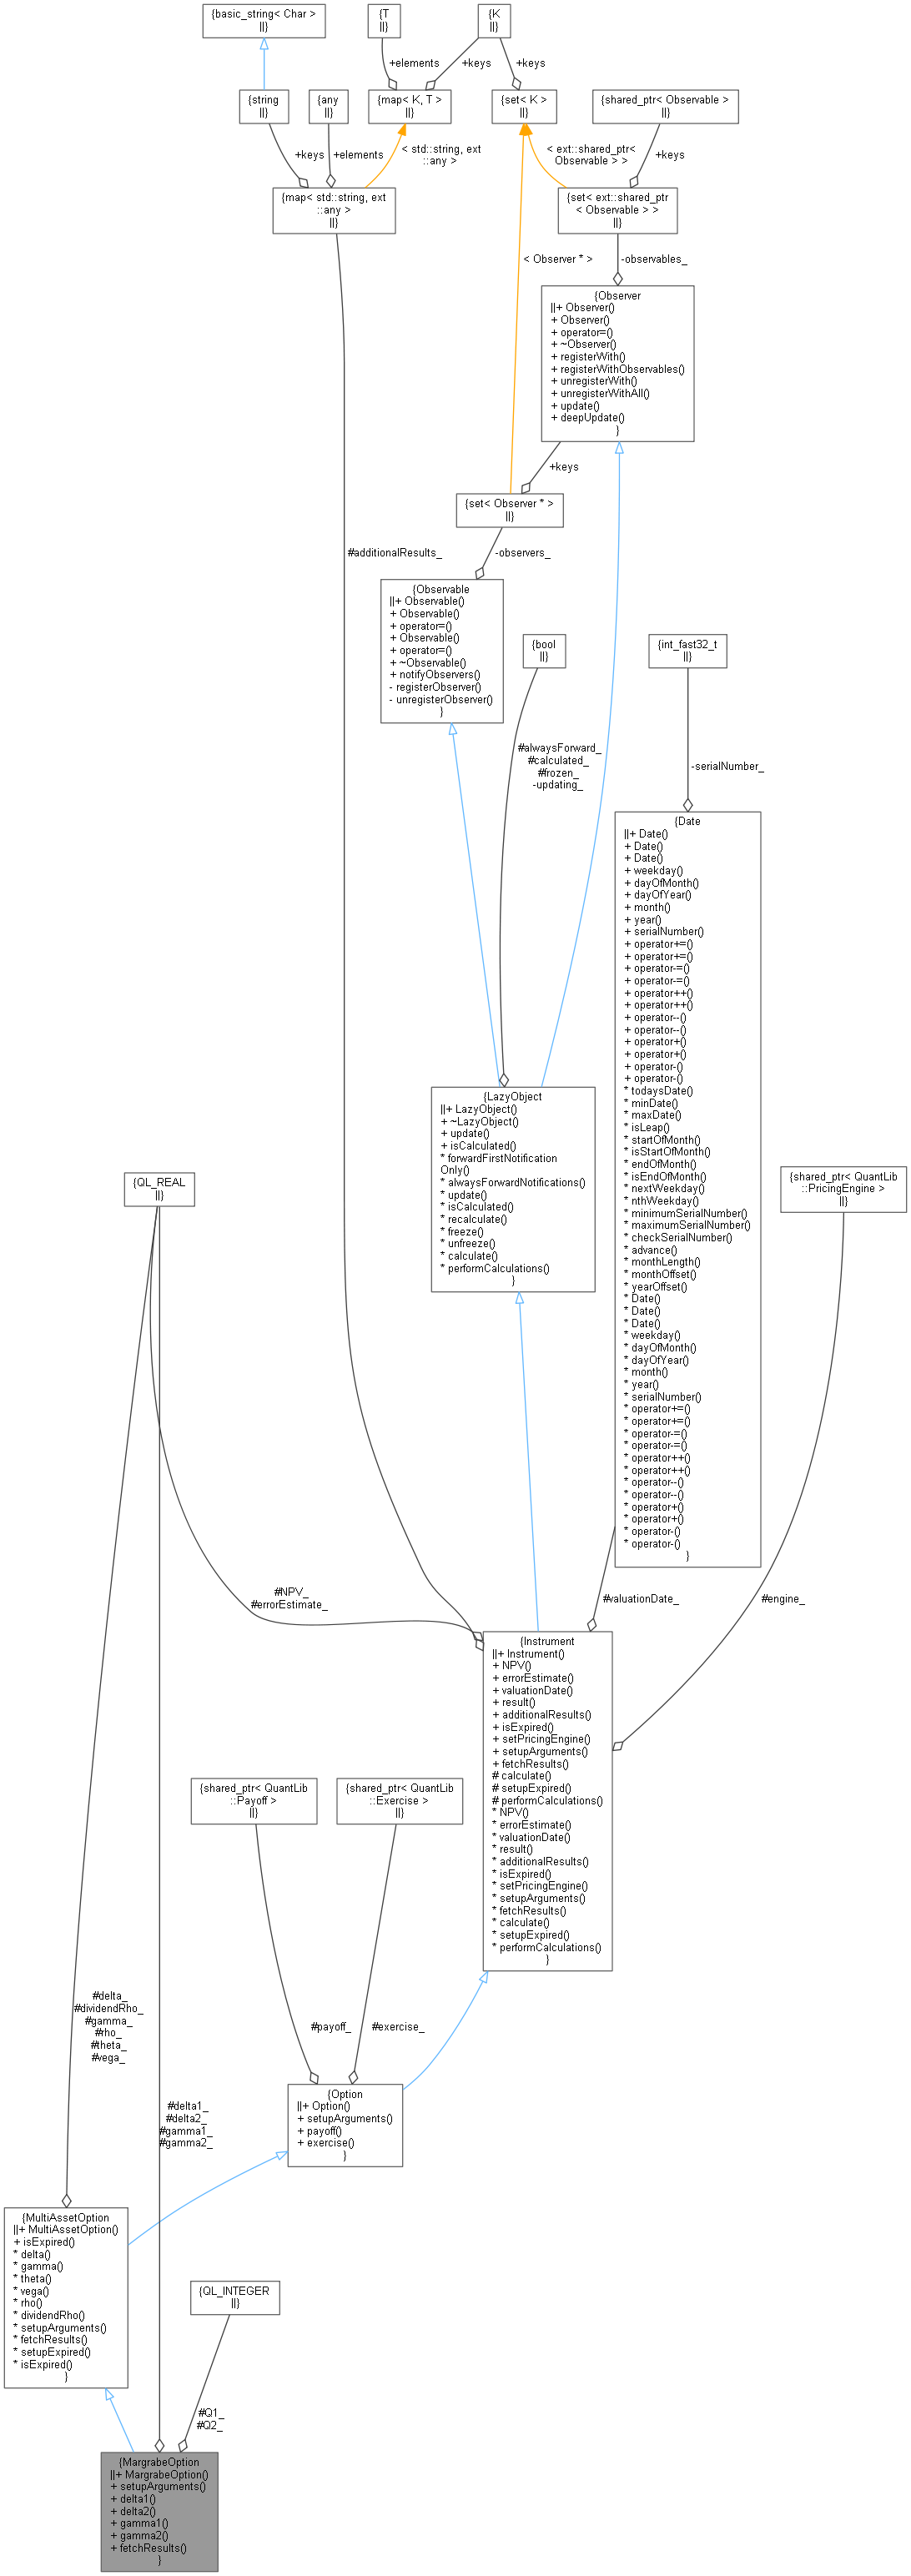 {basic_string< Char >
||}
{T
||}
{K
||}
+elements
+keys
+keys
{string
||}
{any
||}
{map< K, T >
||}
{set< K >
||}
{shared_ptr< Observable >
||}
+keys
+elements
< std::string, ext
::any >
< ext::shared_ptr<
Observable > >
+keys
{map< std::string, ext
::any >
||}
{set< ext::shared_ptr
< Observable > >
||}
< Observer * >
-observables_
{Observer
||+ Observer()
+ Observer()
+ operator=()
+ ~Observer()
+ registerWith()
+ registerWithObservables()
+ unregisterWith()
+ unregisterWithAll()
+ update()
+ deepUpdate()
}
+keys
{set< Observer * >
||}
#additionalResults_
-observers_
{Observable
||+ Observable()
+ Observable()
+ operator=()
+ Observable()
+ operator=()
+ ~Observable()
+ notifyObservers()
- registerObserver()
- unregisterObserver()
}
{bool
||}
{int_fast32_t
||}
#alwaysForward_
#calculated_
#frozen_
-updating_
-serialNumber_
{Date
||+ Date()
+ Date()
+ Date()
+ weekday()
+ dayOfMonth()
+ dayOfYear()
+ month()
+ year()
+ serialNumber()
+ operator+=()
+ operator+=()
+ operator-=()
+ operator-=()
+ operator++()
+ operator++()
+ operator--()
+ operator--()
+ operator+()
+ operator+()
+ operator-()
+ operator-()
* todaysDate()
* minDate()
* maxDate()
* isLeap()
* startOfMonth()
* isStartOfMonth()
* endOfMonth()
* isEndOfMonth()
* nextWeekday()
* nthWeekday()
* minimumSerialNumber()
* maximumSerialNumber()
* checkSerialNumber()
* advance()
* monthLength()
* monthOffset()
* yearOffset()
* Date()
* Date()
* Date()
* weekday()
* dayOfMonth()
* dayOfYear()
* month()
* year()
* serialNumber()
* operator+=()
* operator+=()
* operator-=()
* operator-=()
* operator++()
* operator++()
* operator--()
* operator--()
* operator+()
* operator+()
* operator-()
* operator-()
}
{LazyObject
||+ LazyObject()
+ ~LazyObject()
+ update()
+ isCalculated()
* forwardFirstNotification
Only()
* alwaysForwardNotifications()
* update()
* isCalculated()
* recalculate()
* freeze()
* unfreeze()
* calculate()
* performCalculations()
}
{QL_REAL
||}
{shared_ptr< QuantLib
::PricingEngine >
||}
#NPV_
#errorEstimate_
#valuationDate_
#engine_
{Instrument
||+ Instrument()
+ NPV()
+ errorEstimate()
+ valuationDate()
+ result()
+ additionalResults()
+ isExpired()
+ setPricingEngine()
+ setupArguments()
+ fetchResults()
# calculate()
# setupExpired()
# performCalculations()
* NPV()
* errorEstimate()
* valuationDate()
* result()
* additionalResults()
* isExpired()
* setPricingEngine()
* setupArguments()
* fetchResults()
* calculate()
* setupExpired()
* performCalculations()
}
{shared_ptr< QuantLib
::Payoff >
||}
{shared_ptr< QuantLib
::Exercise >
||}
#delta_
#dividendRho_
#gamma_
#rho_
#theta_
#vega_
#payoff_
#exercise_
{Option
||+ Option()
+ setupArguments()
+ payoff()
+ exercise()
}
#delta1_
#delta2_
#gamma1_
#gamma2_
{MultiAssetOption
||+ MultiAssetOption()
+ isExpired()
* delta()
* gamma()
* theta()
* vega()
* rho()
* dividendRho()
* setupArguments()
* fetchResults()
* setupExpired()
* isExpired()
}
{QL_INTEGER
||}
#Q1_
#Q2_
{MargrabeOption
||+ MargrabeOption()
+ setupArguments()
+ delta1()
+ delta2()
+ gamma1()
+ gamma2()
+ fetchResults()
}